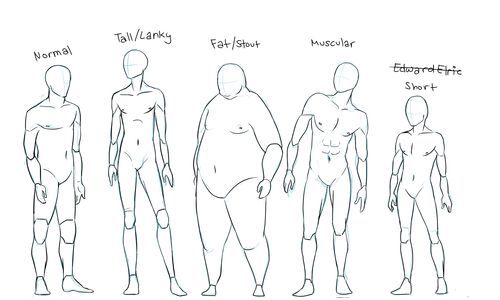 Normal
Tall/Lanky
Fat/Stout
Muscular
Edward Elric
Short